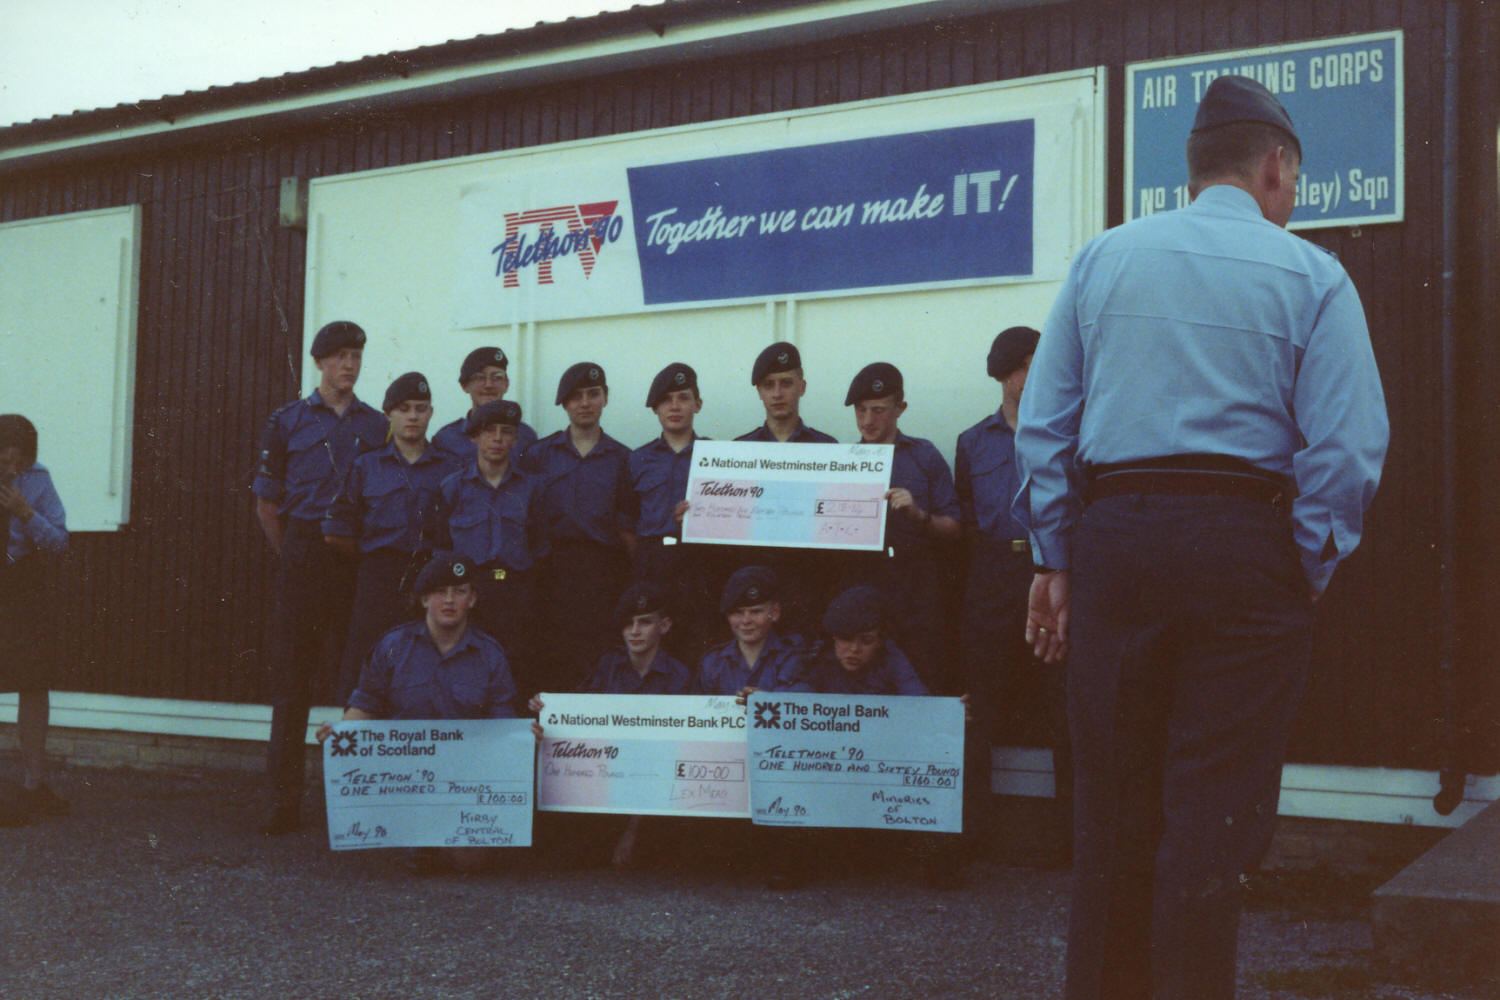 AIR TRAINING CORPS
No 1
sley) Sqn
ITV
Telethon '90
Together we can make IT!
National Westminster Bank PLC
Telethon '90
£
A•T•C•
The Royal Bank
of Scotland
TELETHON '90
ONE HUNDRED POUNDS
£100:00
May 90
KIRBY
CENTRAL
OF BOLTON
May
National Westminster Bank PLC
Telethon '90
ONE HUNDRED POUNDS
£100-00
LEX MEAD
The Royal Bank
of Scotland
TELETHONE '90
ONE HUNDRED AND SIXTEY POUNDS
£160:00
May 90.
MINORIES
OF
BOLTON